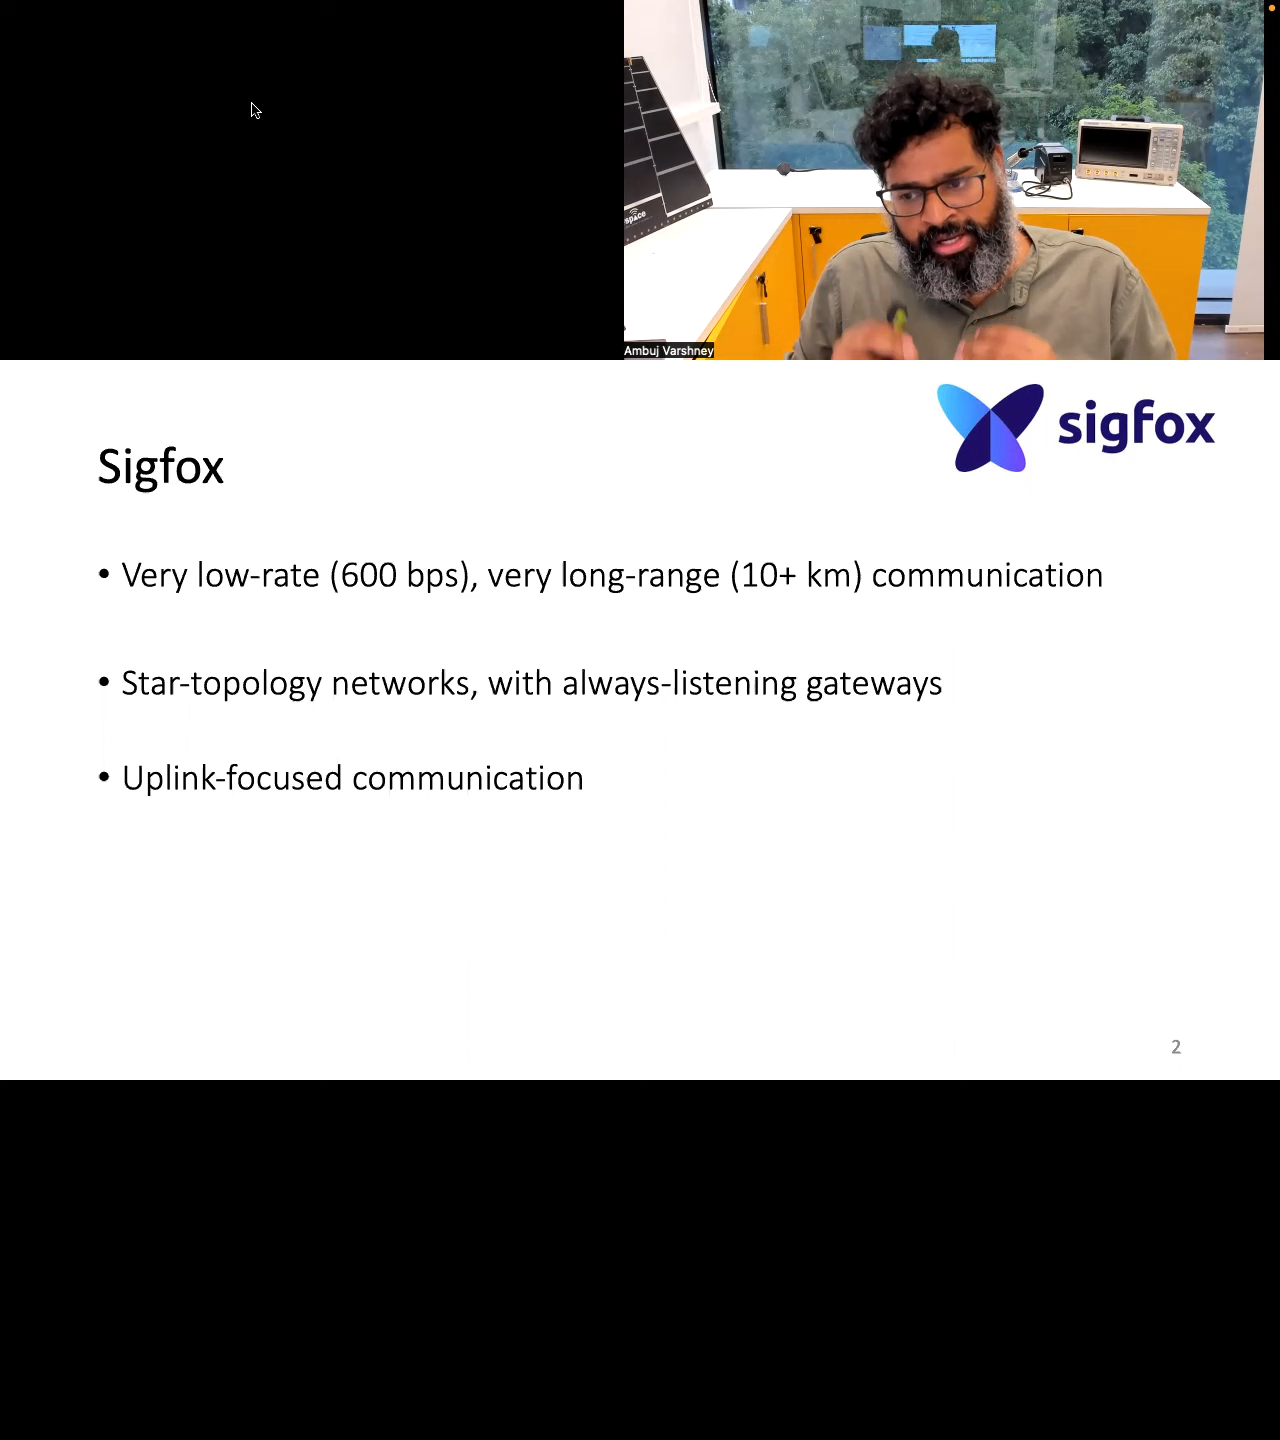 space
Ambuj Varshney
sigfox
Sigfox
• Very low-rate (600 bps), very long-range (10+ km) communication
• Star-topology networks, with always-listening gateways
• Uplink-focused communication
2